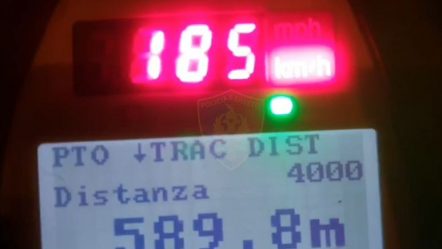 185
mph
km·h
PTO ↓TRAC DIST
4000
Distanza
589.8m